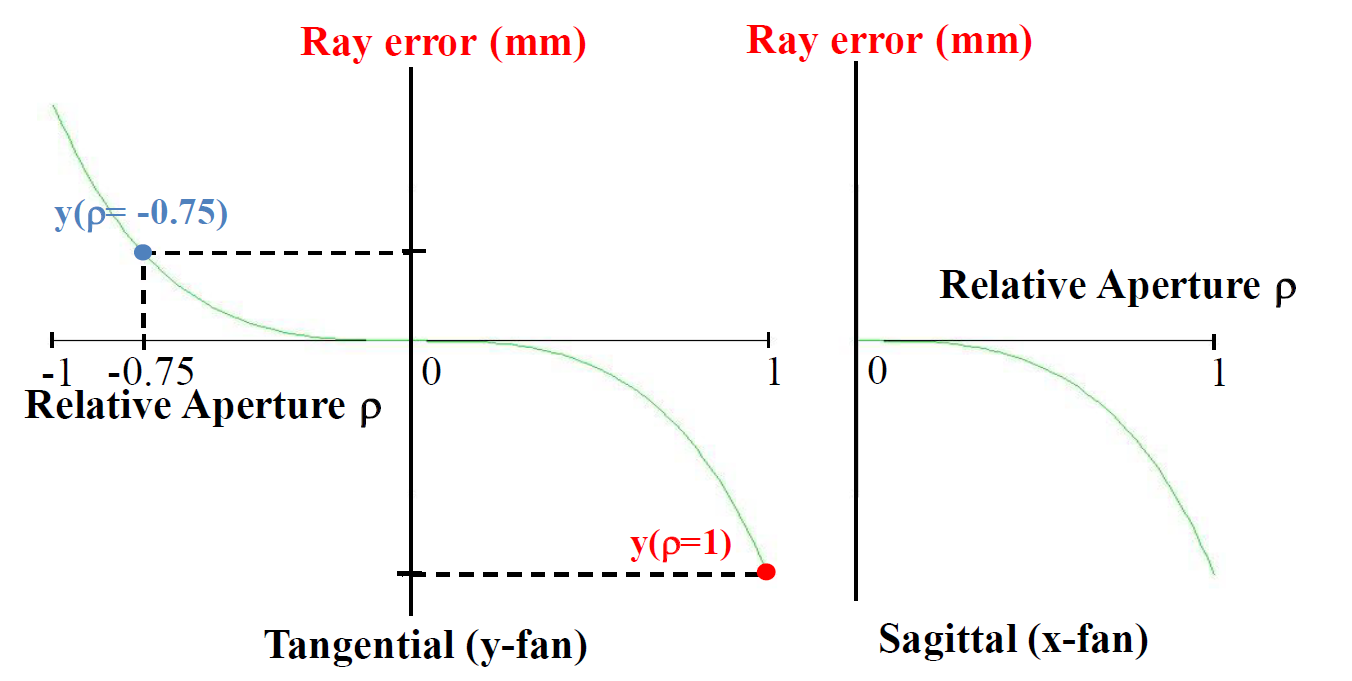 Ray error (mm)
Ray error (mm)
y(ρ= -0.75)
y(ρ=1)
-1
-0.75
0
1
0
1
Relative Aperture ρ
Relative Aperture ρ
Tangential (y-fan)
Sagittal (x-fan)